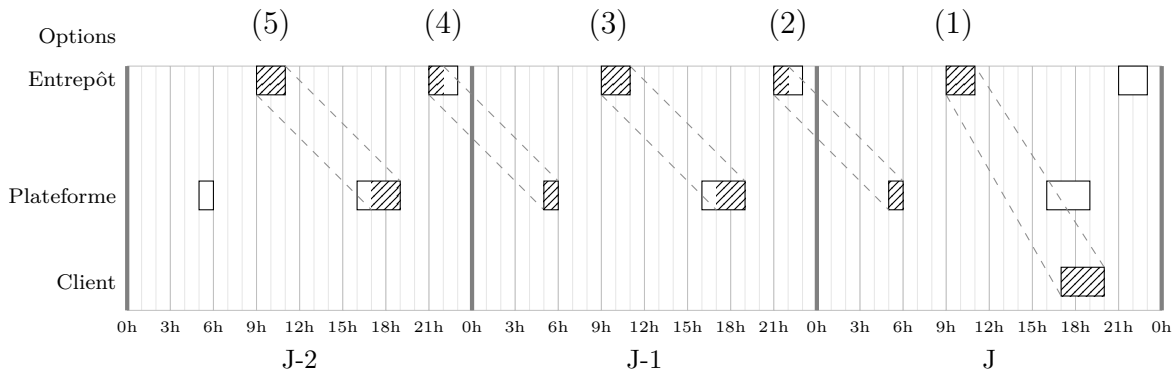 Options (5) (4) (3) (2) (1)
Entrepôt
Plateforme
Client
0h 3h 6h 9h 12h 15h 18h 21h 0h 3h 6h 9h 12h 15h 18h 21h 0h 3h 6h 9h 12h 15h 18h 21h 0h
J-2 J-1 J